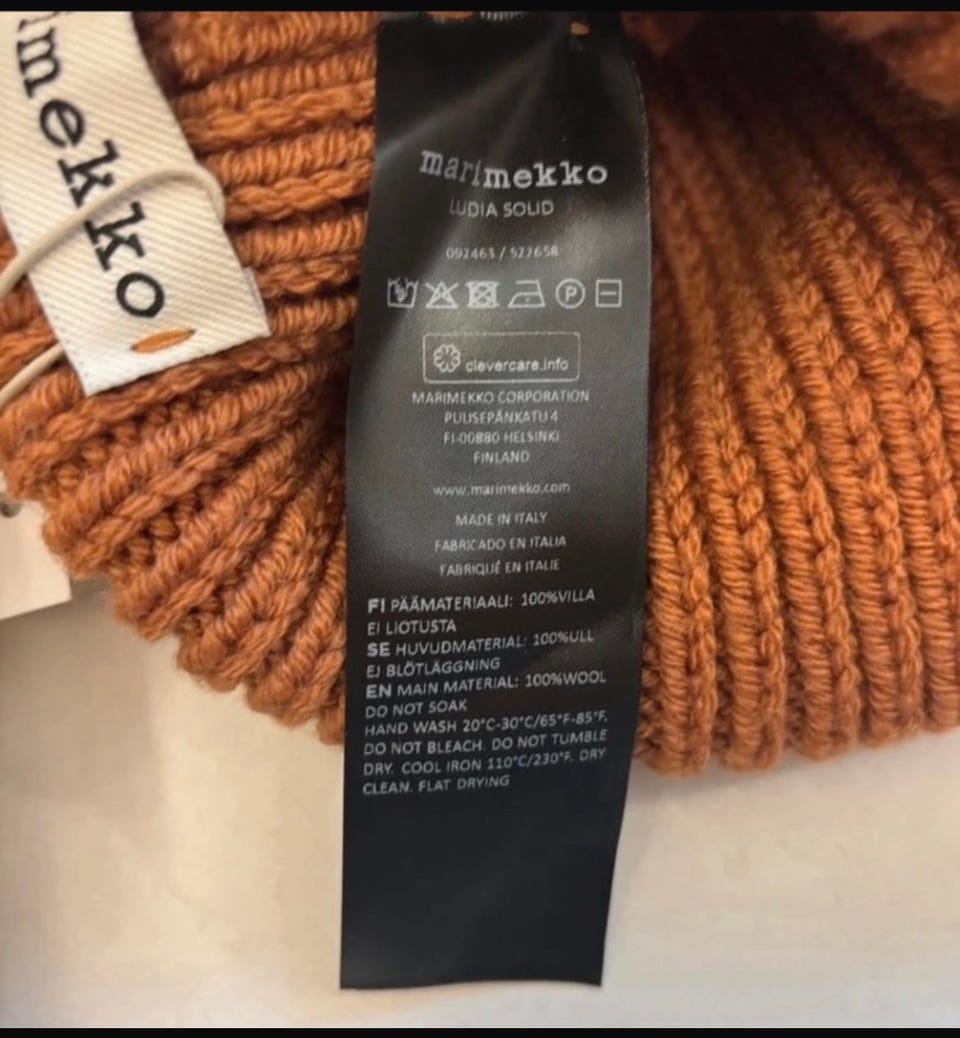 imekko
marimekko
LUDIA SOLID
092463 / 522658
P
clevercare.info
MARIMEKKO CORPORATION
PUUSEPÄNKATU 4
FI-00880 HELSINKI
FINLAND
www.marimekko.com
MADE IN ITALY
FABRICADO EN ITALIA
FABRIQUÉ EN ITALIE
FI PÄÄMATERIAALI: 100%VILLA
EI LIOTUSTA
SE HUVUDMATERIAL: 100%ULL
EJ BLÖTLÄGGNING
EN MAIN MATERIAL: 100%WOOL
DO NOT SOAK
HAND WASH 20°C-30°C/65°F-85°F.
DO NOT BLEACH. DO NOT TUMBLE
DRY. COOL IRON 110°C/230°F. DRY
CLEAN. FLAT DRYING